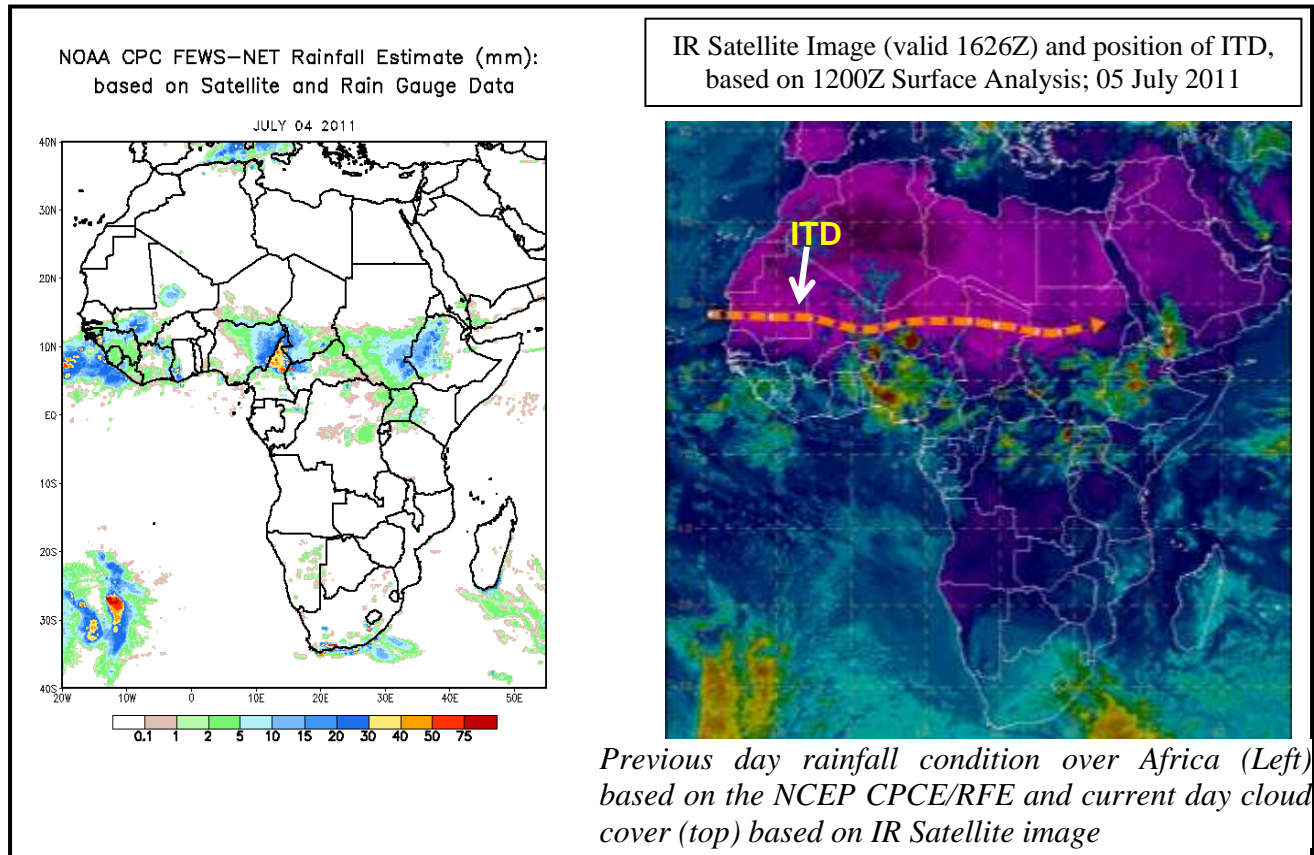 NOAA CPC FEWS-NET Rainfall Estimate (mm):
based on Satellite and Rain Gauge Data
JULY 04 2011
40N
30N
20N
10N
EQ
10S
20S
30S
40S
20W 10W 0 10E 20E 30E 40E 50E
0.1 1 2 5 10 15 20 30 40 50 75
IR Satellite Image (valid 1626Z) and position of ITD,
based on 1200Z Surface Analysis; 05 July 2011
ITD
Previous day rainfall condition over Africa (Left)
based on the NCEP CPCE/RFE and current day cloud
cover (top) based on IR Satellite image